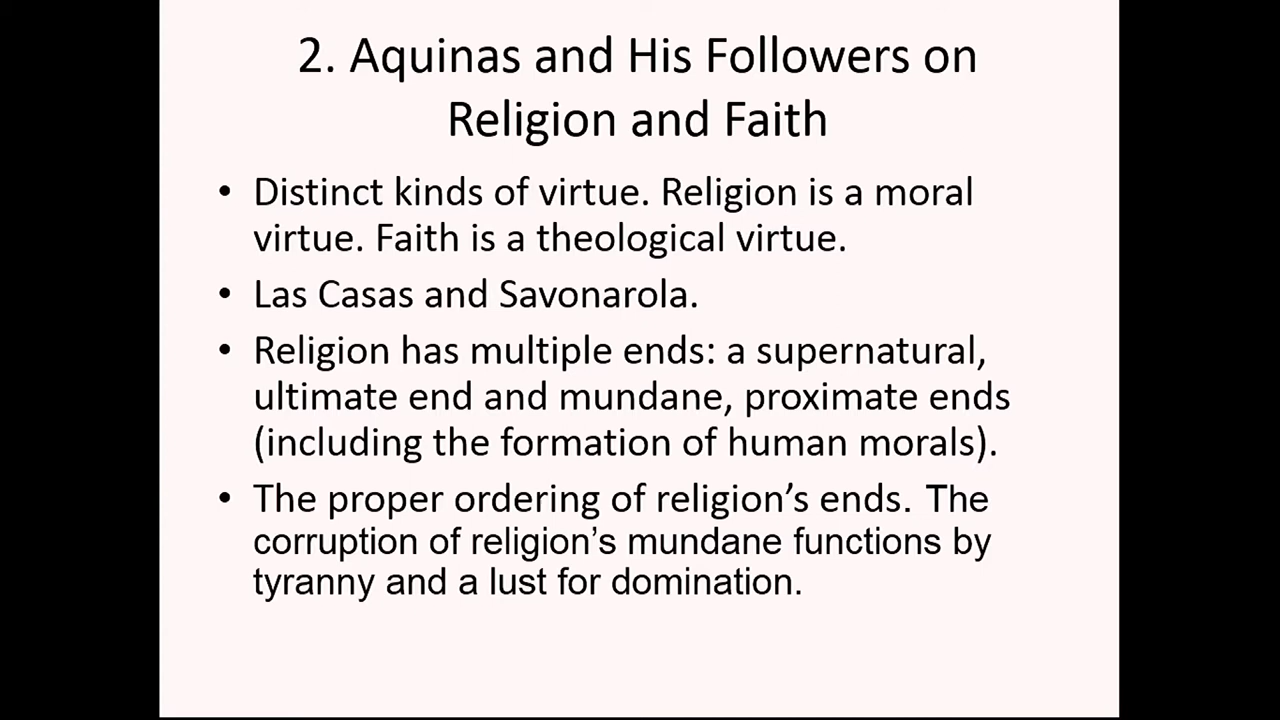 2. Aquinas and His Followers on
Religion and Faith
• Distinct kinds of virtue. Religion is a moral
virtue. Faith is a theological virtue.
• Las Casas and Savonarola.
• Religion has multiple ends: a supernatural,
ultimate end and mundane, proximate ends
(including the formation of human morals).
• The proper ordering of religion’s ends. The
corruption of religion’s mundane functions by
tyranny and a lust for domination.